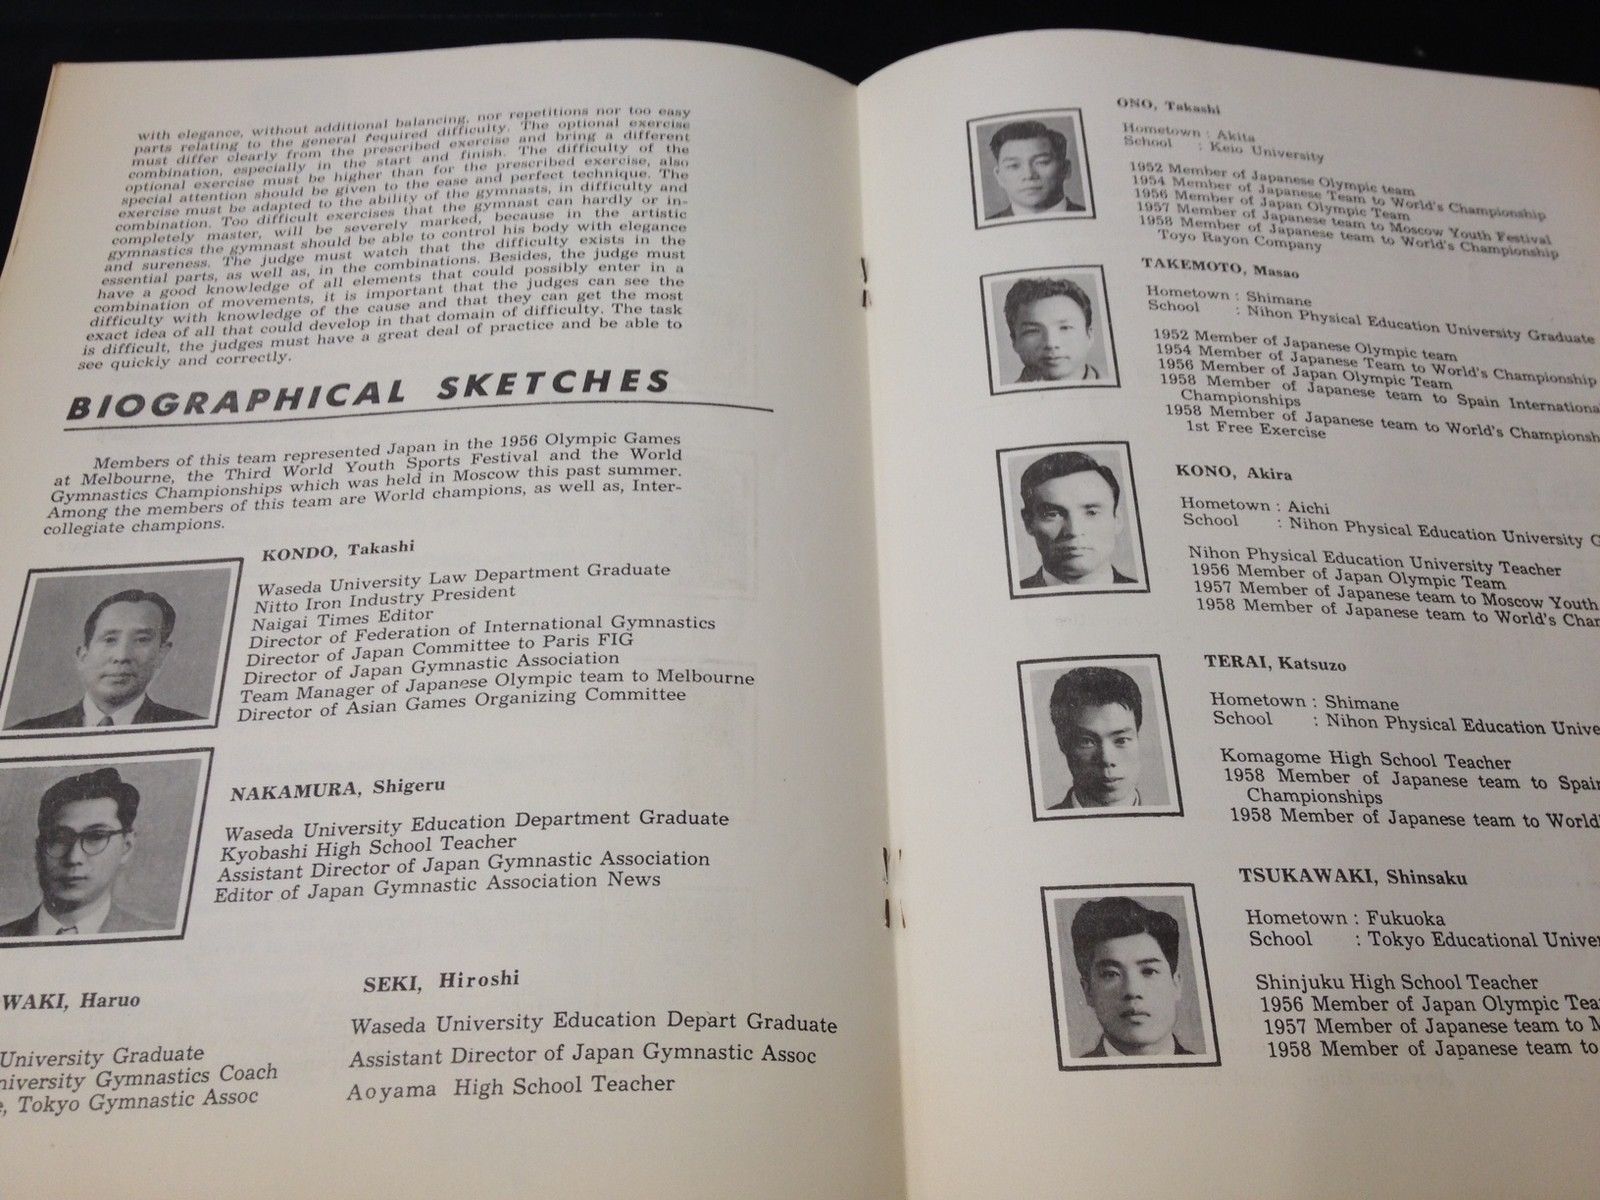 with elegance, without additional balancing, nor repetitions nor too easy
parts relating to the general required difficulty. The optional exercise
must differ clearly from the prescribed exercise and bring a different
combination, especially in the start and finish. The difficulty of the
optional exercise must be higher than for the prescribed exercise, also
special attention should be given to the ease and perfect technique. The
exercise must be adapted to the ability of the gymnasts, in difficulty and
combination. Too difficult exercises that the gymnast can hardly or in-
completely master, will be severely marked, because in the artistic
gymnastics the gymnast should be able to control his body with elegance
and sureness. The judge must watch that the difficulty exists in the
essential parts, as well as, in the combinations. Besides, the judge must
have a good knowledge of all elements that could possibly enter in a
combination of movements, it is important that the judges can see the
difficulty with knowledge of the cause and that they can get the most
exact idea of all that could develop in that domain of difficulty. The task
is difficult, the judges must have a great deal of practice and be able to
see quickly and correctly.
BIOGRAPHICAL SKETCHES
Members of this team represented Japan in the 1956 Olympic Games
at Melbourne, the Third World Youth Sports Festival and the World
Gymnastics Championships which was held in Moscow this past summer.
Among the members of this team are World champions, as well as, Inter-
collegiate champions.
KONDO, Takashi
Waseda University Law Department Graduate
Nitto Iron Industry President
Naigai Times Editor
Director of Federation of International Gymnastics
Director of Japan Committee to Paris FIG
Director of Japan Gymnastic Association
Team Manager of Japanese Olympic team to Melbourne
Director of Asian Games Organizing Committee
NAKAMURA, Shigeru
Waseda University Education Department Graduate
Kyobashi High School Teacher
Assistant Director of Japan Gymnastic Association
Editor of Japan Gymnastic Association News
WAKI, Haruo
University Graduate
niversity Gymnastics Coach
Tokyo Gymnastic Assoc
SEKI, Hiroshi
Waseda University Education Depart Graduate
Assistant Director of Japan Gymnastic Assoc
Aoyama High School Teacher
ONO, Takashi
Hometown : Akita
School : Keio University
1952 Member of Japanese Olympic team
1954 Member of Japanese Team to World's Championship
1956 Member of Japan Olympic Team
1957 Member of Japanese team to Moscow Youth Festival
1958 Member of Japanese team to World's Championship
Toyo Rayon Company
TAKEMOTO, Masao
Hometown : Shimane
School : Nihon Physical Education University Graduate
1952 Member of Japanese Olympic team
1954 Member of Japanese Team to World's Championship
1956 Member of Japan Olympic Team
1958 Member of Japanese team to Spain Internationa
Championships
1958 Member of Japanese team to World's Championsh
1st Free Exercise
KONO, Akira
Hometown : Aichi
School : Nihon Physical Education University G
Nihon Physical Education University Teacher
1956 Member of Japan Olympic Team
1957 Member of Japanese team to Moscow Youth
1958 Member of Japanese team to World's Cham
TERAI, Katsuzo
Hometown : Shimane
School : Nihon Physical Education Unive
Komagome High School Teacher
1958 Member of Japanese team to Spain
Championships
1958 Member of Japanese team to World'
TSUKAWAKI, Shinsaku
Hometown : Fukuoka
School : Tokyo Educational Univer
Shinjuku High School Teacher
1956 Member of Japan Olympic Tea
1957 Member of Japanese team to M
1958 Member of Japanese team to